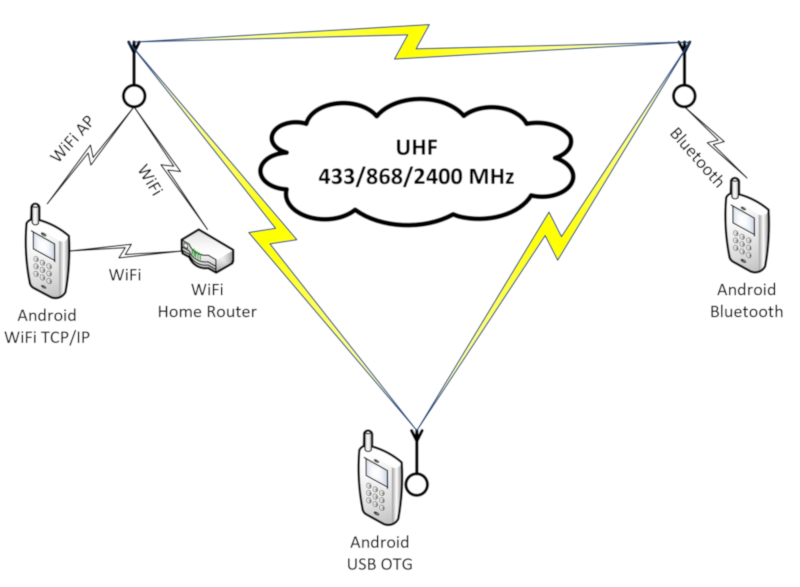 WiFi AP
WiFi
UHF
433/868/2400 MHz
Bluetooth
WiFi
Android
WiFi TCP/IP
WiFi
Home Router
Android
Bluetooth
Android
USB OTG